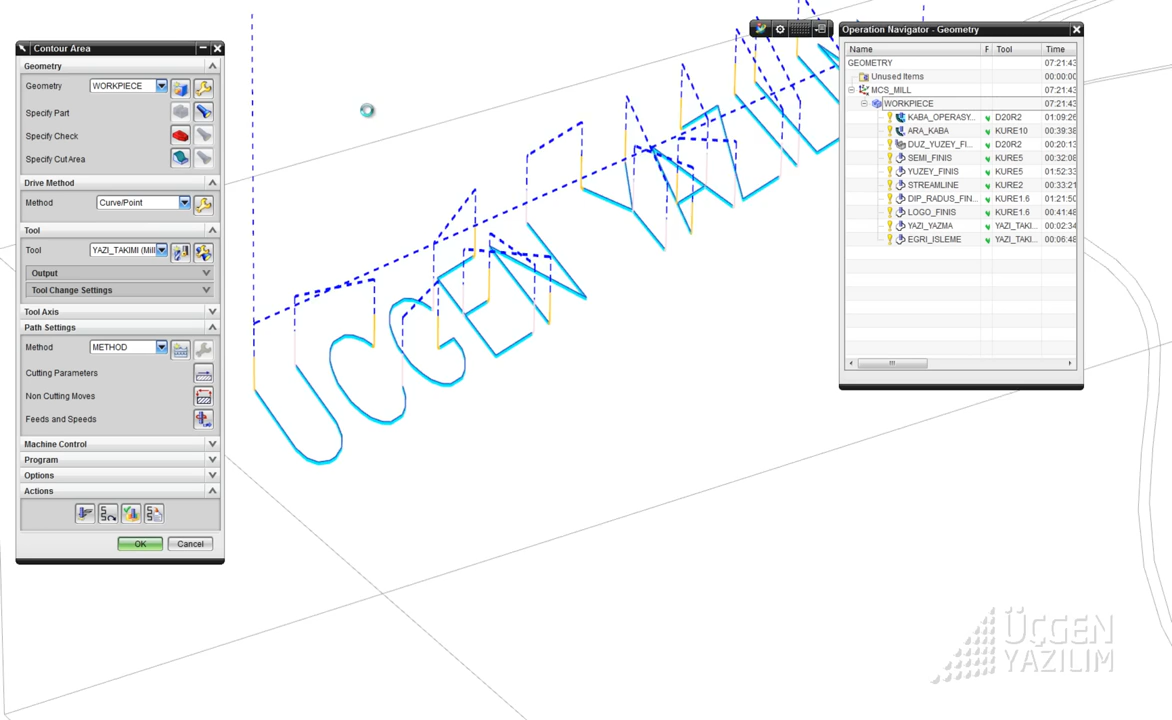 Contour Area
Geometry
Geometry WORKPIECE
Specify Part
Specify Check
Specify CutArea
Drive Method
Method Curve/Point
Tool
Tool YAZI_TAKIMI (Mill
Output
Tool Change Settings
Tool Axis
Path Settings
Method METHOD
Cutting Parameters
Non Cutting Moves
Feeds and Speeds
Machine Control
Program
Options
Actions
OK Cancel
UCGEN YAZILI
Operation Navigator - Geometry
Name F Tool Time
GEOMETRY 07:21:43
Unused Items 00:00:00
MCS_MILL 07:21:43
WORKPIECE 07:21:43
KABA_OPERASY... D20R2 01:09:26
ARA_KABA KURE10 00:39:38
DUZ_YUZEY_FI... D20R2 00:20:13
SEMI_FINIS KURE5 00:32:08
YUZEY_FINIS KURE5 01:52:33
STREAMLINE KURE2 00:33:21
DIP_RADUS_FIN... KURE1.6 01:21:50
LOGO_FINIS KURE1.6 00:41:48
YAZI_YAZMA YAZI_TAKI... 00:02:34
EGRI_ISLEME YAZI_TAKI... 00:06:48
ÜÇGEN
YAZILIM